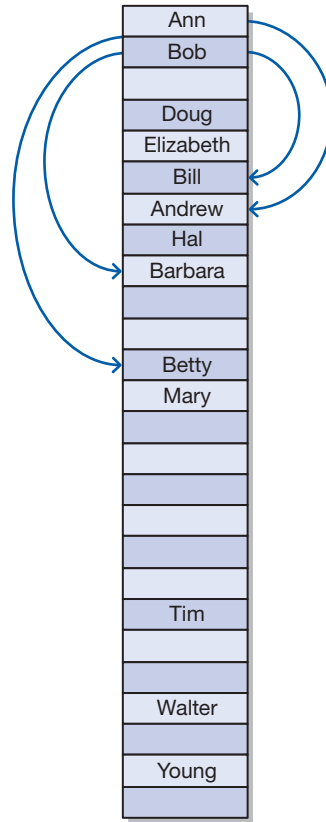 Ann
Bob
Doug
Elizabeth
Bill
Andrew
Hal
Barbara
Betty
Mary
Tim
Walter
Young